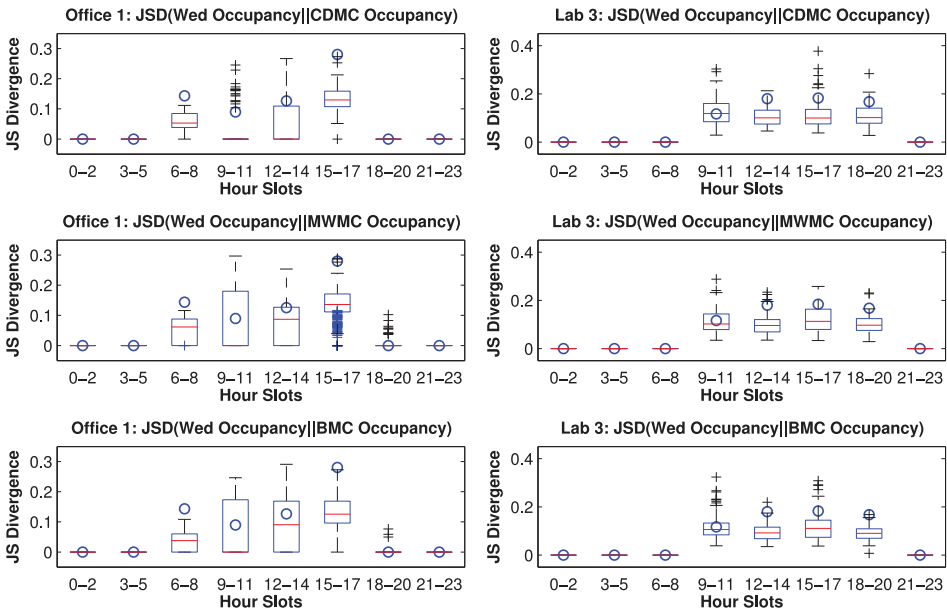 Office 1: JSD(Wed Occupancy||CDMC Occupancy)
JS Divergence
0.3
0.2
0.1
0
0–2 3–5 6–8 9–11 12–14 15–17 18–20 21–23
Hour Slots
Lab 3: JSD(Wed Occupancy||CDMC Occupancy)
JS Divergence
0.4
0.2
0
0–2 3–5 6–8 9–11 12–14 15–17 18–20 21–23
Hour Slots
Office 1: JSD(Wed Occupancy||MWMC Occupancy)
JS Divergence
0.3
0.2
0.1
0
0–2 3–5 6–8 9–11 12–14 15–17 18–20 21–23
Hour Slots
Lab 3: JSD(Wed Occupancy||MWMC Occupancy)
JS Divergence
0.4
0.2
0
0–2 3–5 6–8 9–11 12–14 15–17 18–20 21–23
Hour Slots
Office 1: JSD(Wed Occupancy||BMC Occupancy)
JS Divergence
0.3
0.2
0.1
0
0–2 3–5 6–8 9–11 12–14 15–17 18–20 21–23
Hour Slots
Lab 3: JSD(Wed Occupancy||BMC Occupancy)
JS Divergence
0.4
0.2
0
0–2 3–5 6–8 9–11 12–14 15–17 18–20 21–23
Hour Slots